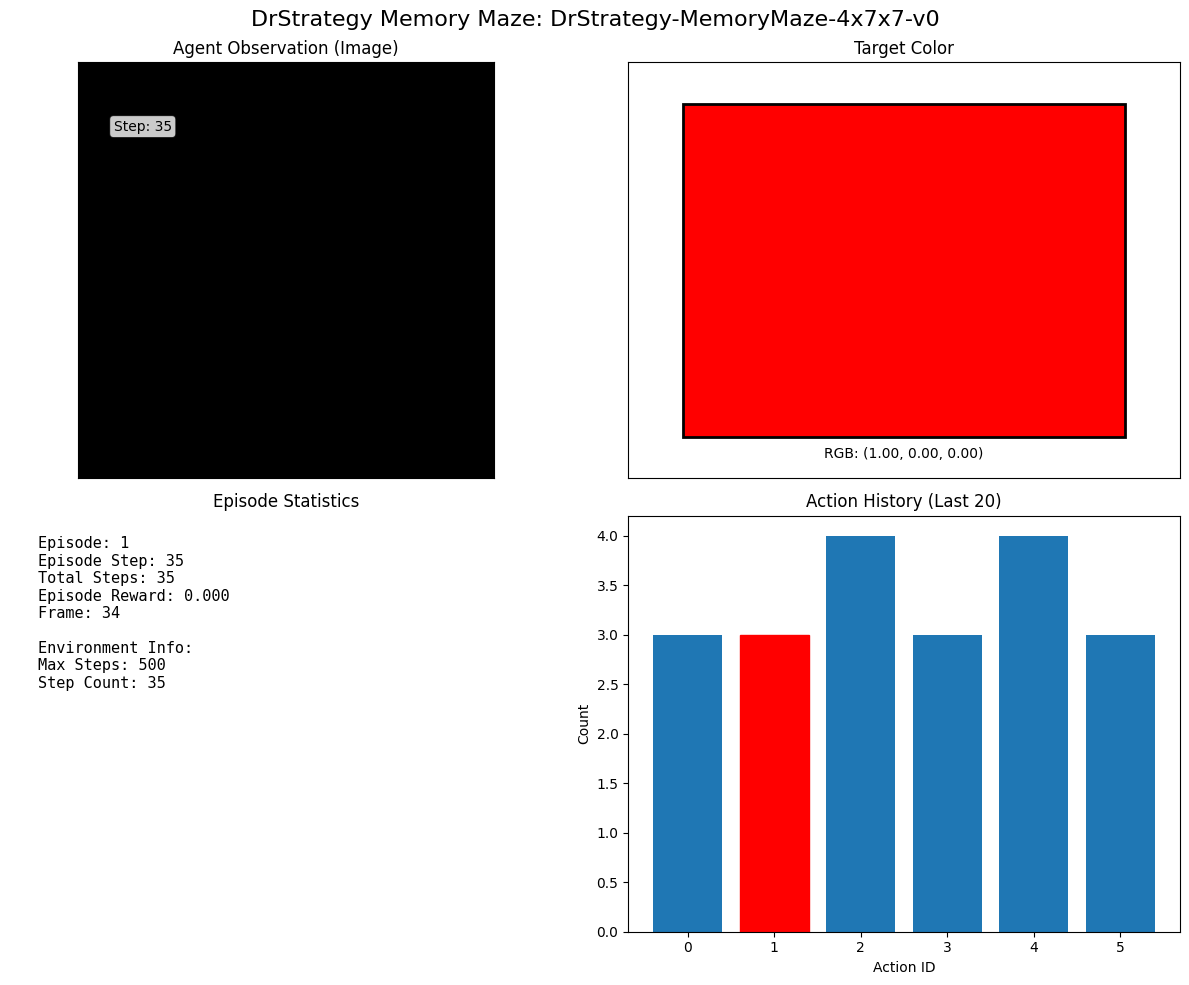 DrStrategy Memory Maze: DrStrategy-MemoryMaze-4x7x7-v0
Agent Observation (Image)
Step: 35
Target Color
RGB: (1.00, 0.00, 0.00)
Episode Statistics
Episode: 1
Episode Step: 35
Total Steps: 35
Episode Reward: 0.000
Frame: 34
Environment Info:
Max Steps: 500
Step Count: 35
Action History (Last 20)
Count
4.0
3.5
3.0
2.5
2.0
1.5
1.0
0.5
0.0
0 1 2 3 4 5
Action ID